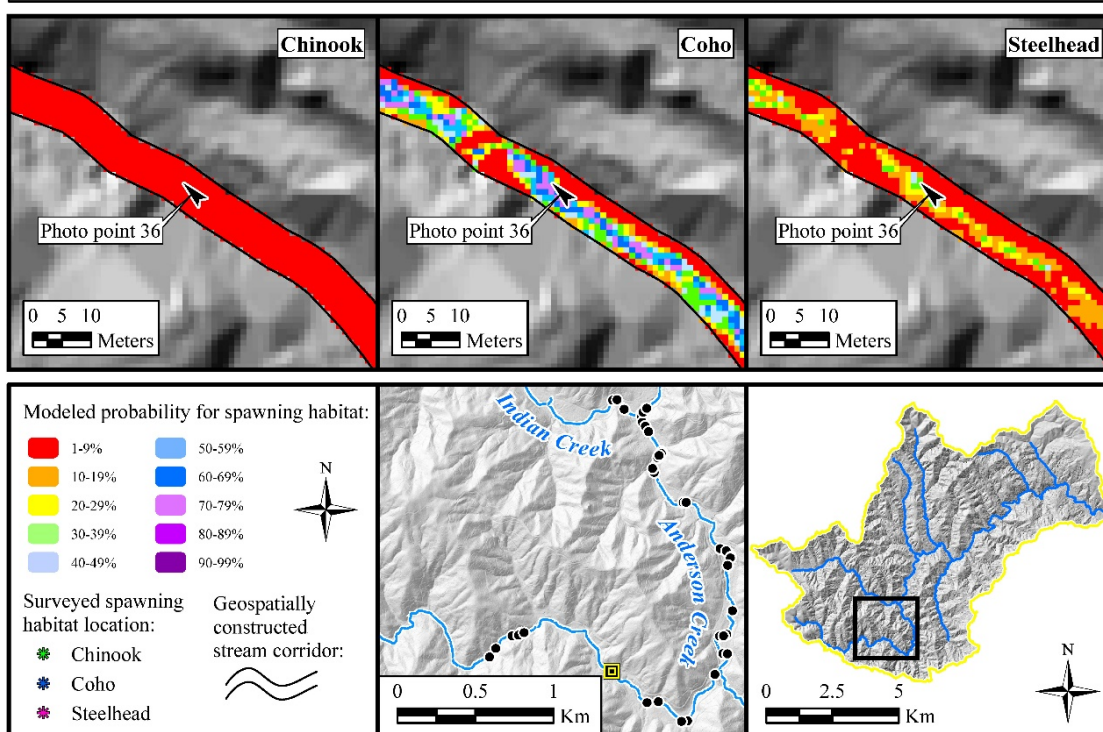 Chinook
Photo point 36
0 5 10
Meters
Coho
Photo point 36
0 5 10
Meters
Steelhead
Photo point 36
0 5 10
Meters
Modeled probability for spawning habitat:
1-9%
10-19%
20-29%
30-39%
40-49%
50-59%
60-69%
70-79%
80-89%
90-99%
N
Surveyed spawning
habitat location:
Chinook
Coho
Steelhead
Geospatially
constructed
stream corridor:
Indian Creek
Anderson Creek
0 0.5 1
Km
0 2.5 5
Km
N